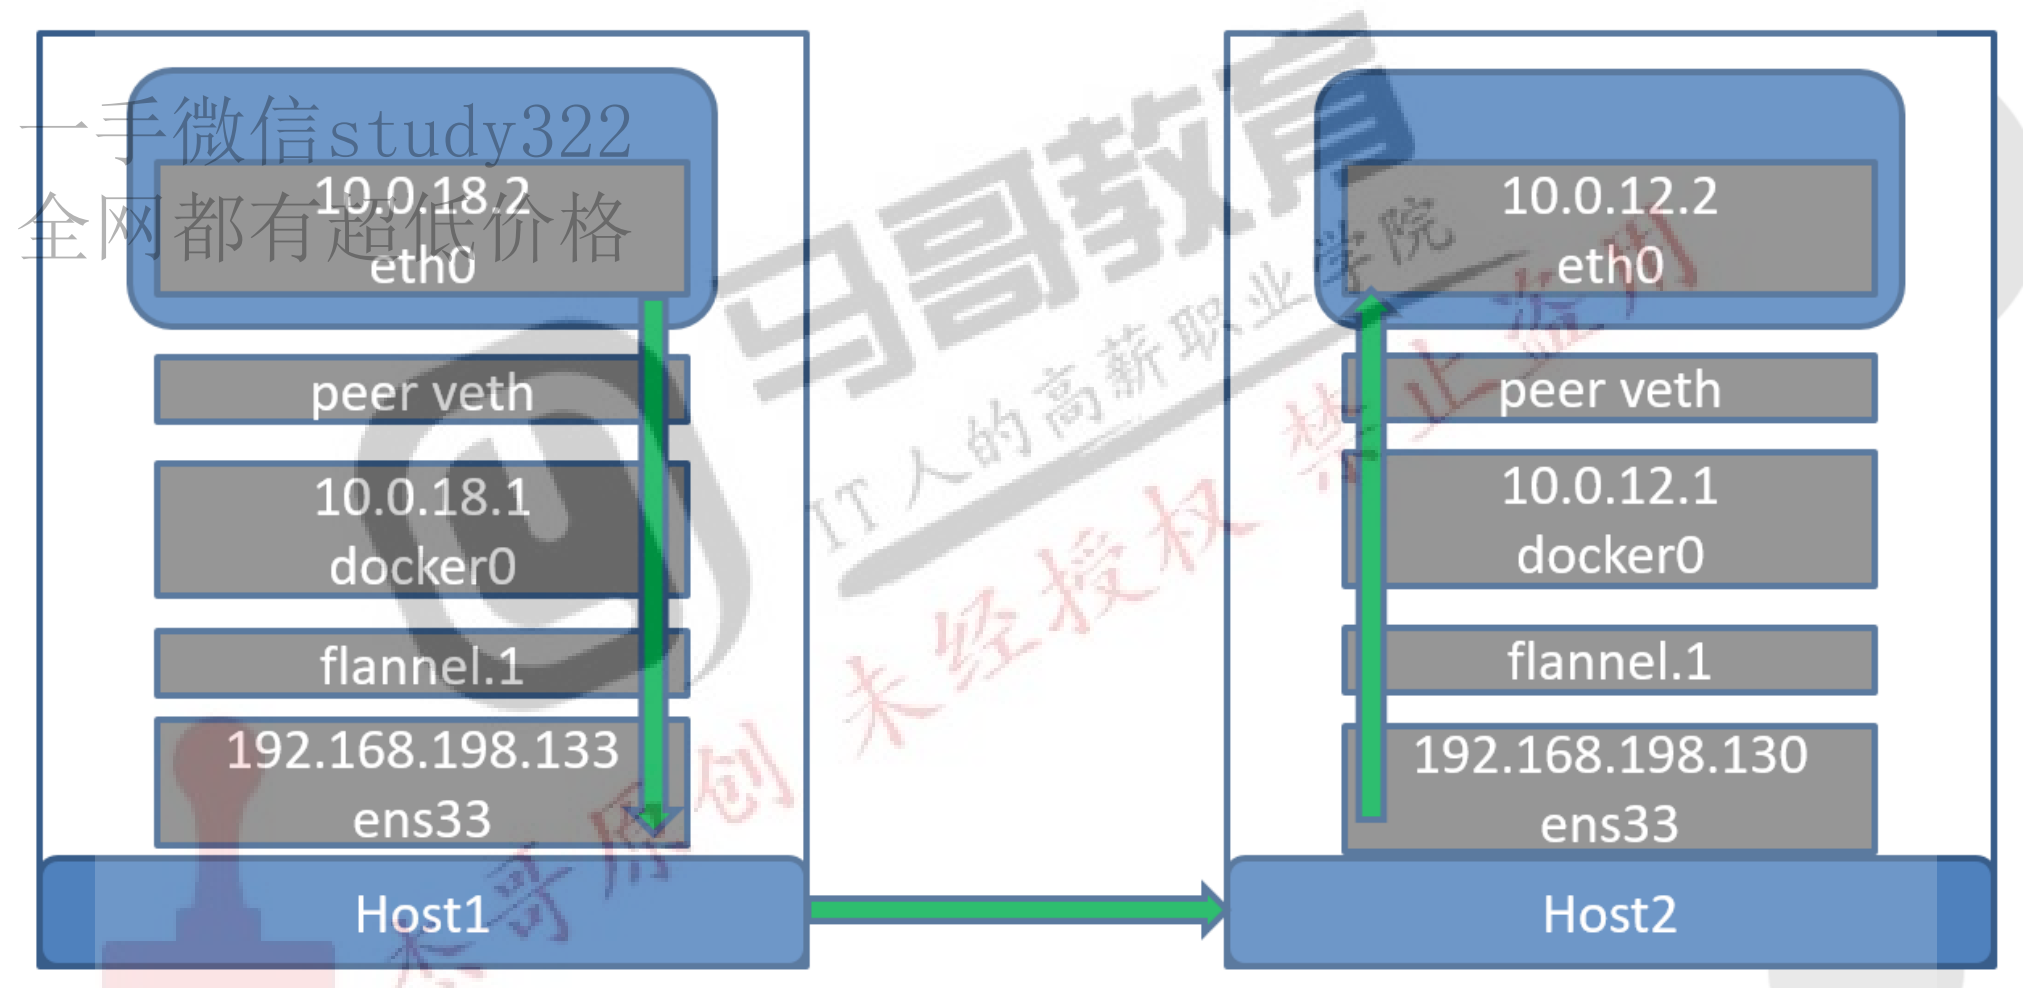 一手微信study322
全网都有超低价格
10.0.18.2
eth0
peer veth
10.0.18.1
docker0
flannel.1
192.168.198.133
ens33
Host1
马哥教育
IT人的高薪职业学院
杰哥原创 未经授权 禁止盗用
10.0.12.2
eth0
peer veth
10.0.12.1
docker0
flannel.1
192.168.198.130
ens33
Host2